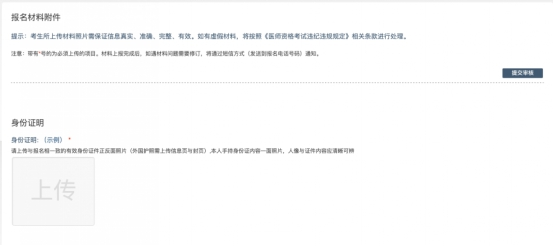 报名材料附件
提示：考生所上传材料照片需保证信息真实、准确、完整、有效。如有虚假材料，将按照《医师资格考试违纪违规规定》相关条款进行处理。
注意：带有*号的为必须上传的项目。材料上报完成后，如遇材料问题需要修订，将通过短信方式（发送到报名电话号码）通知。
提交审核
身份证明
身份证明：（示例） *
请上传与报名相一致的有效身份证件正反面照片（外国护照需上传信息页与封页）,本人手持身份证内容一面照片，人像与证件内容应清晰可辨
上传